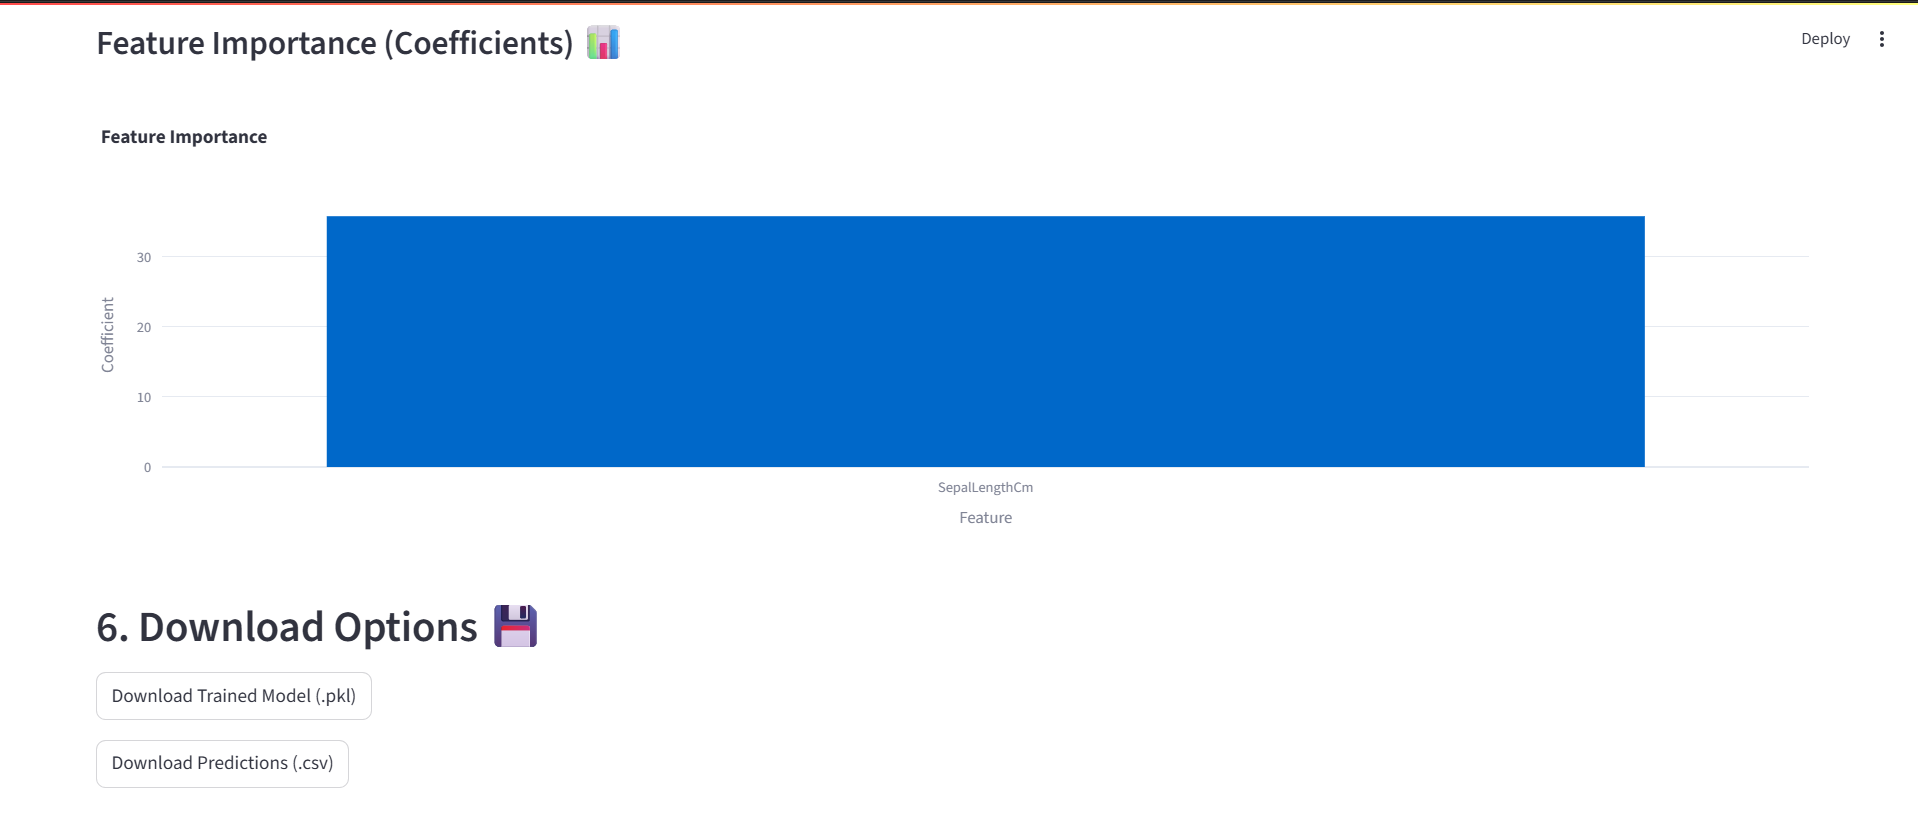 Feature Importance (Coefficients)
Deploy
Feature Importance
30
20
10
0
Coefficient
SepalLengthCm
Feature
6. Download Options
Download Trained Model (.pkl)
Download Predictions (.csv)